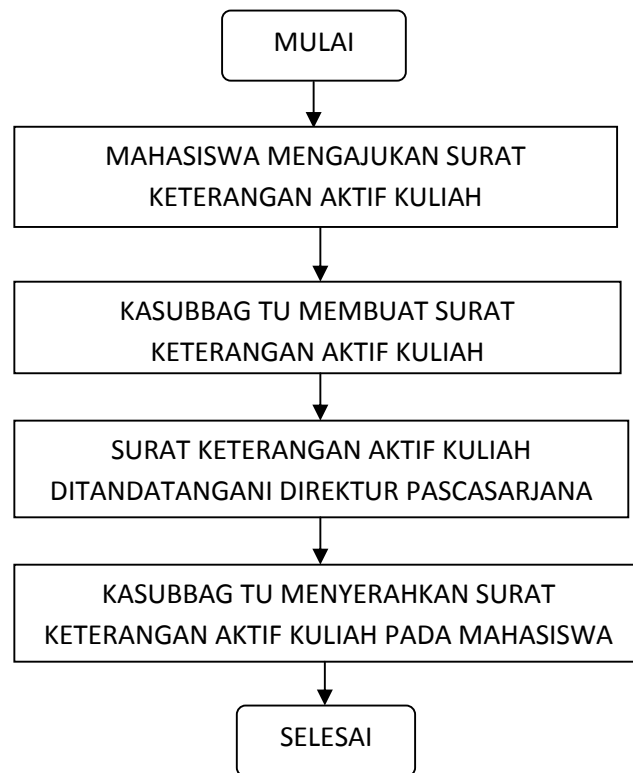 MULAI
MAHASISWA MENGAJUKAN SURAT
KETERANGAN AKTIF KULIAH
KASUBBAG TU MEMBUAT SURAT
KETERANGAN AKTIF KULIAH
SURAT KETERANGAN AKTIF KULIAH
DITANDATANGANI DIREKTUR PASCASARJANA
KASUBBAG TU MENYERAHKAN SURAT
KETERANGAN AKTIF KULIAH PADA MAHASISWA
SELESAI